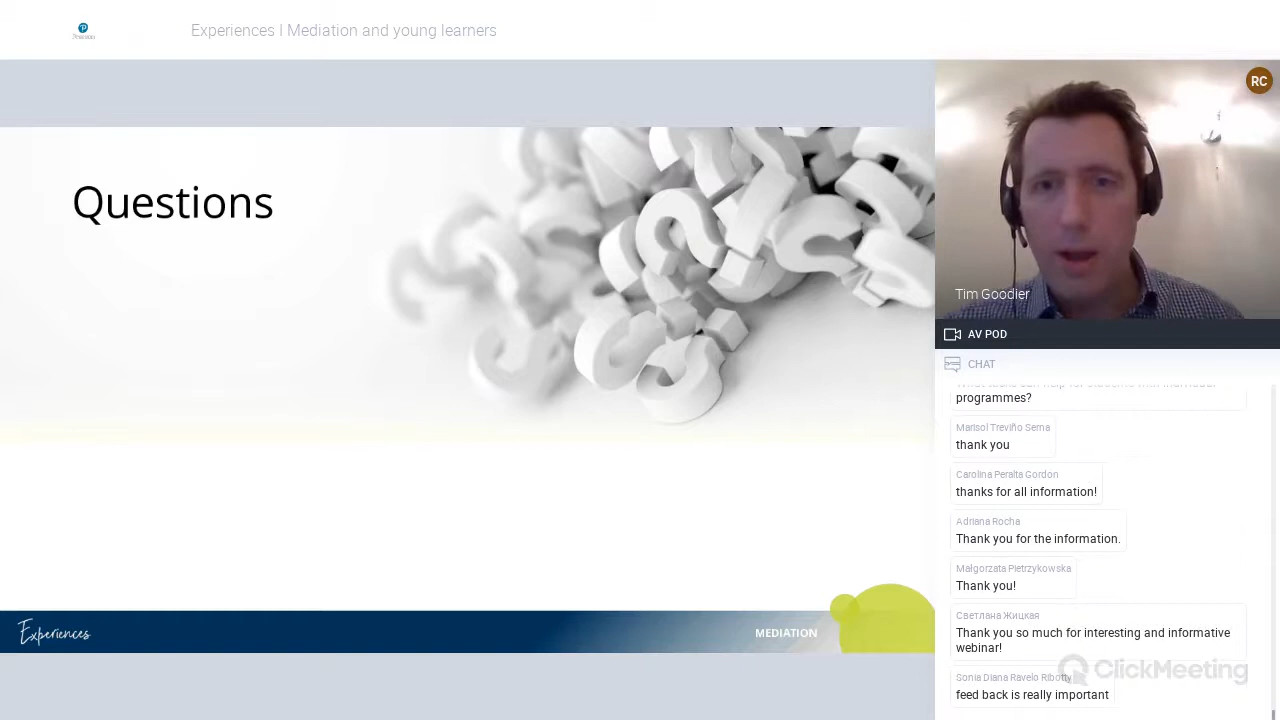 Pearson
Experiences I Mediation and young learners
RC
Questions
Tim Goodier
AV POD
CHAT
programmes?
Marisol Treviño Serna
thank you
Carolina Peralta Gordon
thanks for all information!
Adriana Rocha
Thank you for the information.
Małgorzata Pietrzykowska
Thank you!
Светлана Жицкая
Thank you so much for interesting and informative
webinar!
ClickMeeting
Sonia Diana Ravelo Ribotty
feed back is really important
Experiences
MEDIATION